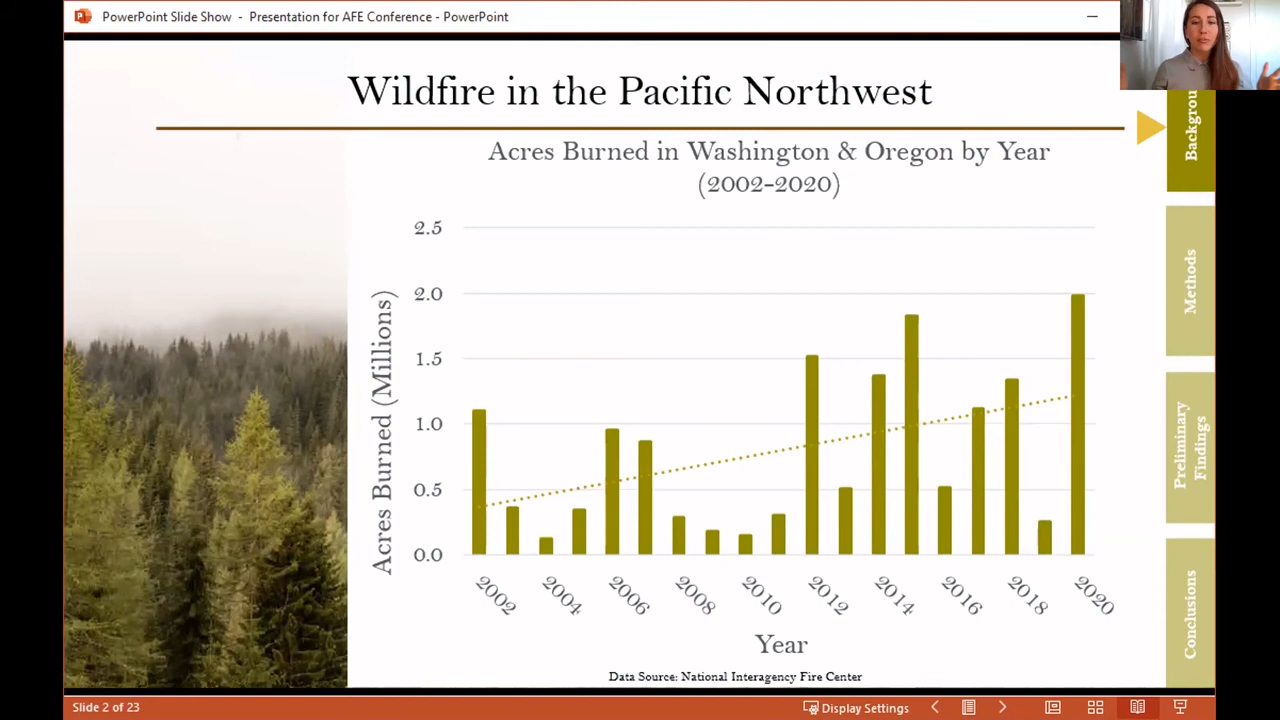 PowerPoint Slide Show - Presentation for AFE Conference - PowerPoint
Wildfire in the Pacific Northwest
Acres Burned in Washington & Oregon by Year
(2002-2020)
2.5
2.0
1.5
1.0
0.5
0.0
Acres Burned (Millions)
2002
2004
2006
2008
2010
2012
2014
2016
2018
2020
Year
Data Source: National Interagency Fire Center
Backgrou
Methods
Preliminary
Findings
Conclusions
Slide 2 of 23
Display Settings